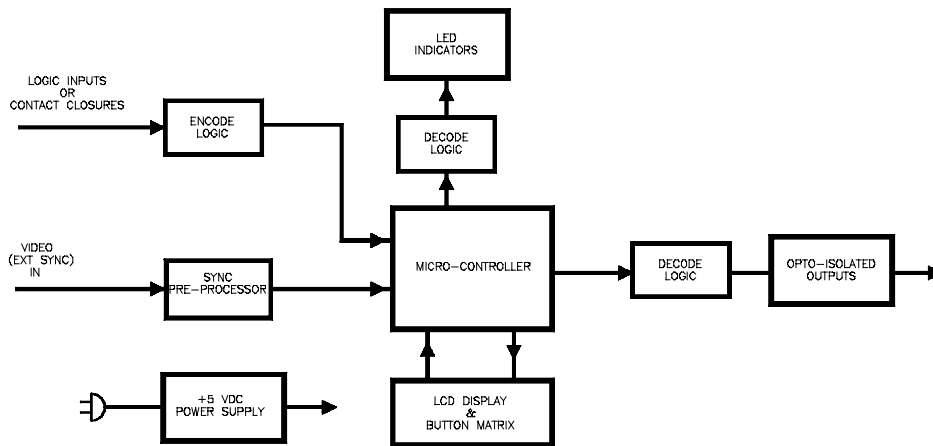 LED
INDICATORS
LOGIC INPUTS
OR
CONTACT CLOSURES
ENCODE
LOGIC
DECODE
LOGIC
VIDEO
(EXT SYNC)
IN
SYNC
PRE-PROCESSOR
MICRO-CONTROLLER
DECODE
LOGIC
OPTO-ISOLATED
OUTPUTS
+5 VDC
POWER SUPPLY
LCD DISPLAY
&
BUTTON MATRIX